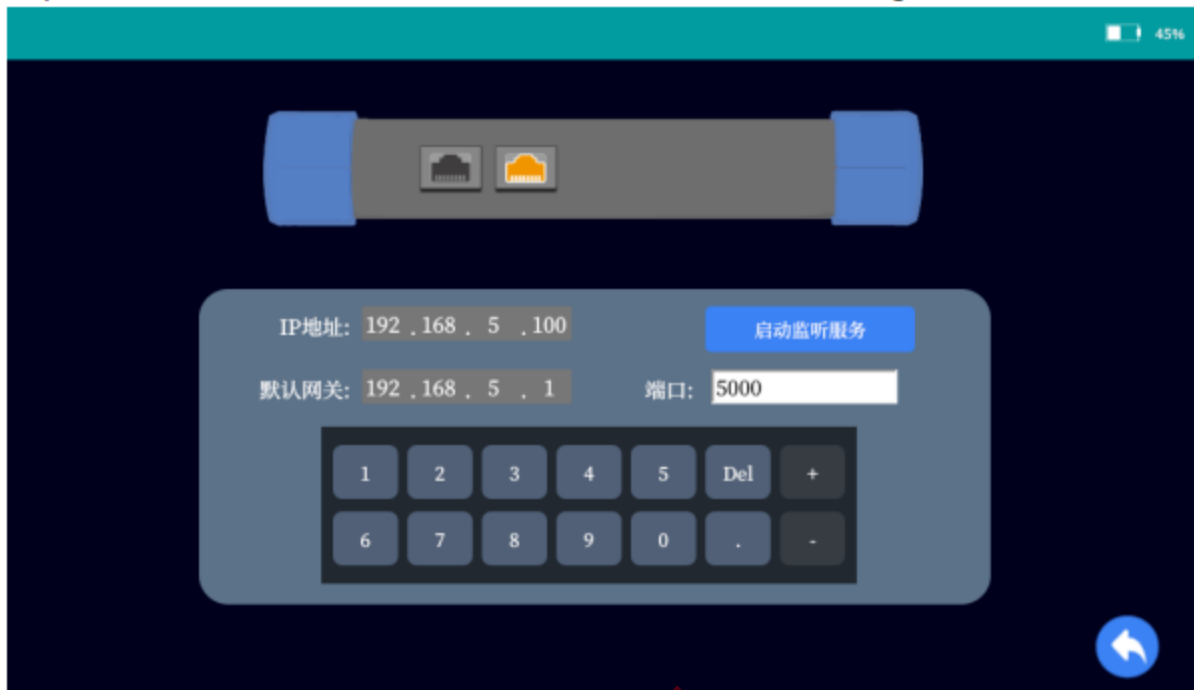 45%
IP地址: 192 . 168 . 5 . 100
启动监听服务
默认网关: 192 . 168 . 5 . 1
端口: 5000
1 2 3 4 5 Del +
6 7 8 9 0 . -